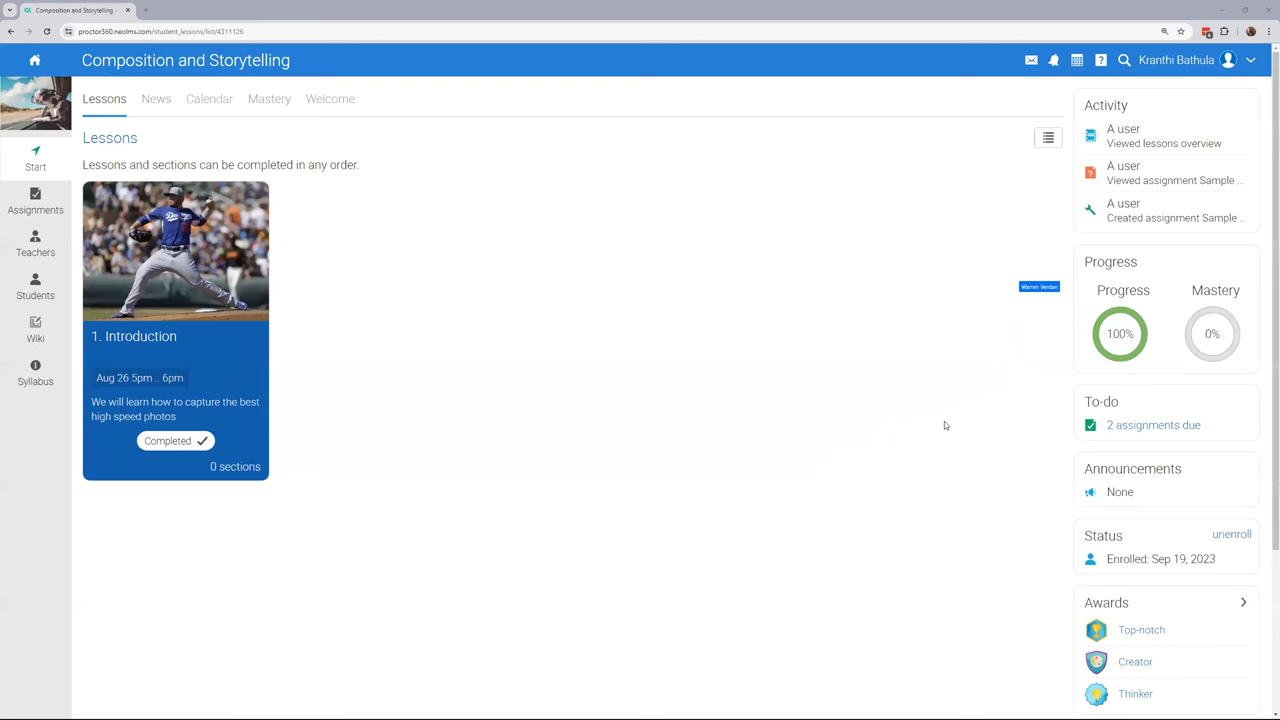 Composition and Storytelling -
proctor360.neolms.com/student_lessons/list/4311126
Composition and Storytelling
Kranthi Bathula
Lessons
News
Calendar
Mastery
Welcome
Start
Assignments
Teachers
Students
Wiki
Syllabus
Lessons
Lessons and sections can be completed in any order.
Dodgers
1. Introduction
Aug 26 5pm .. 6pm
We will learn how to capture the best
high speed photos
Completed
0 sections
Warren Verdan
Activity
A user
Viewed lessons overview
A user
Viewed assignment Sample ..
A user
Created assignment Sample ..
Progress
Progress
Mastery
100%
0%
To-do
2 assignments due
Announcements
None
Status
unenroll
Enrolled: Sep 19, 2023
Awards
Top-notch
Creator
Thinker